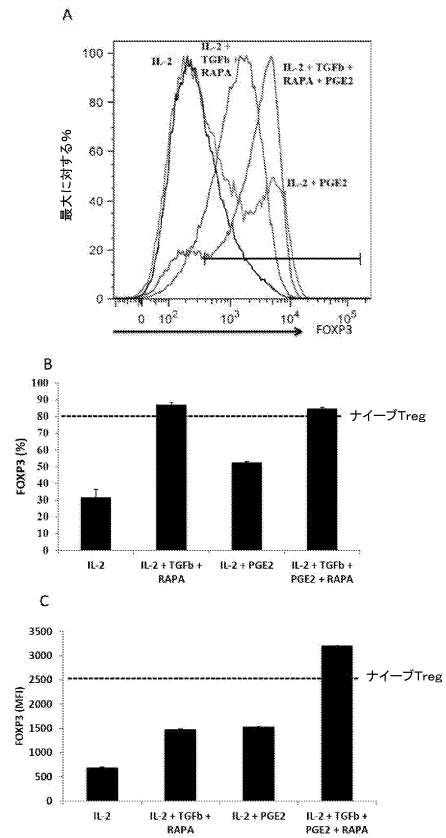 A
IL-2
IL-2 +
TGFb +
RAPA
IL-2 + TGFb +
RAPA + PGE2
IL-2 + PGE2
最大に対する%
100
80
60
40
20
0
0 10² 10³ 10⁴ 10⁵
FOXP3
B
FOXP3 (%)
100
90
80
70
60
50
40
30
20
10
0
ナイーブTreg
IL-2
IL-2 + TGFb +
RAPA
IL-2 + PGE2
IL-2 + TGFb +
PGE2 + RAPA
C
FOXP3 (MFI)
3500
3000
2500
2000
1500
1000
500
0
ナイーブTreg
IL-2
IL-2 + TGFb +
RAPA
IL-2 + PGE2
IL-2 + TGFb +
PGE2 + RAPA